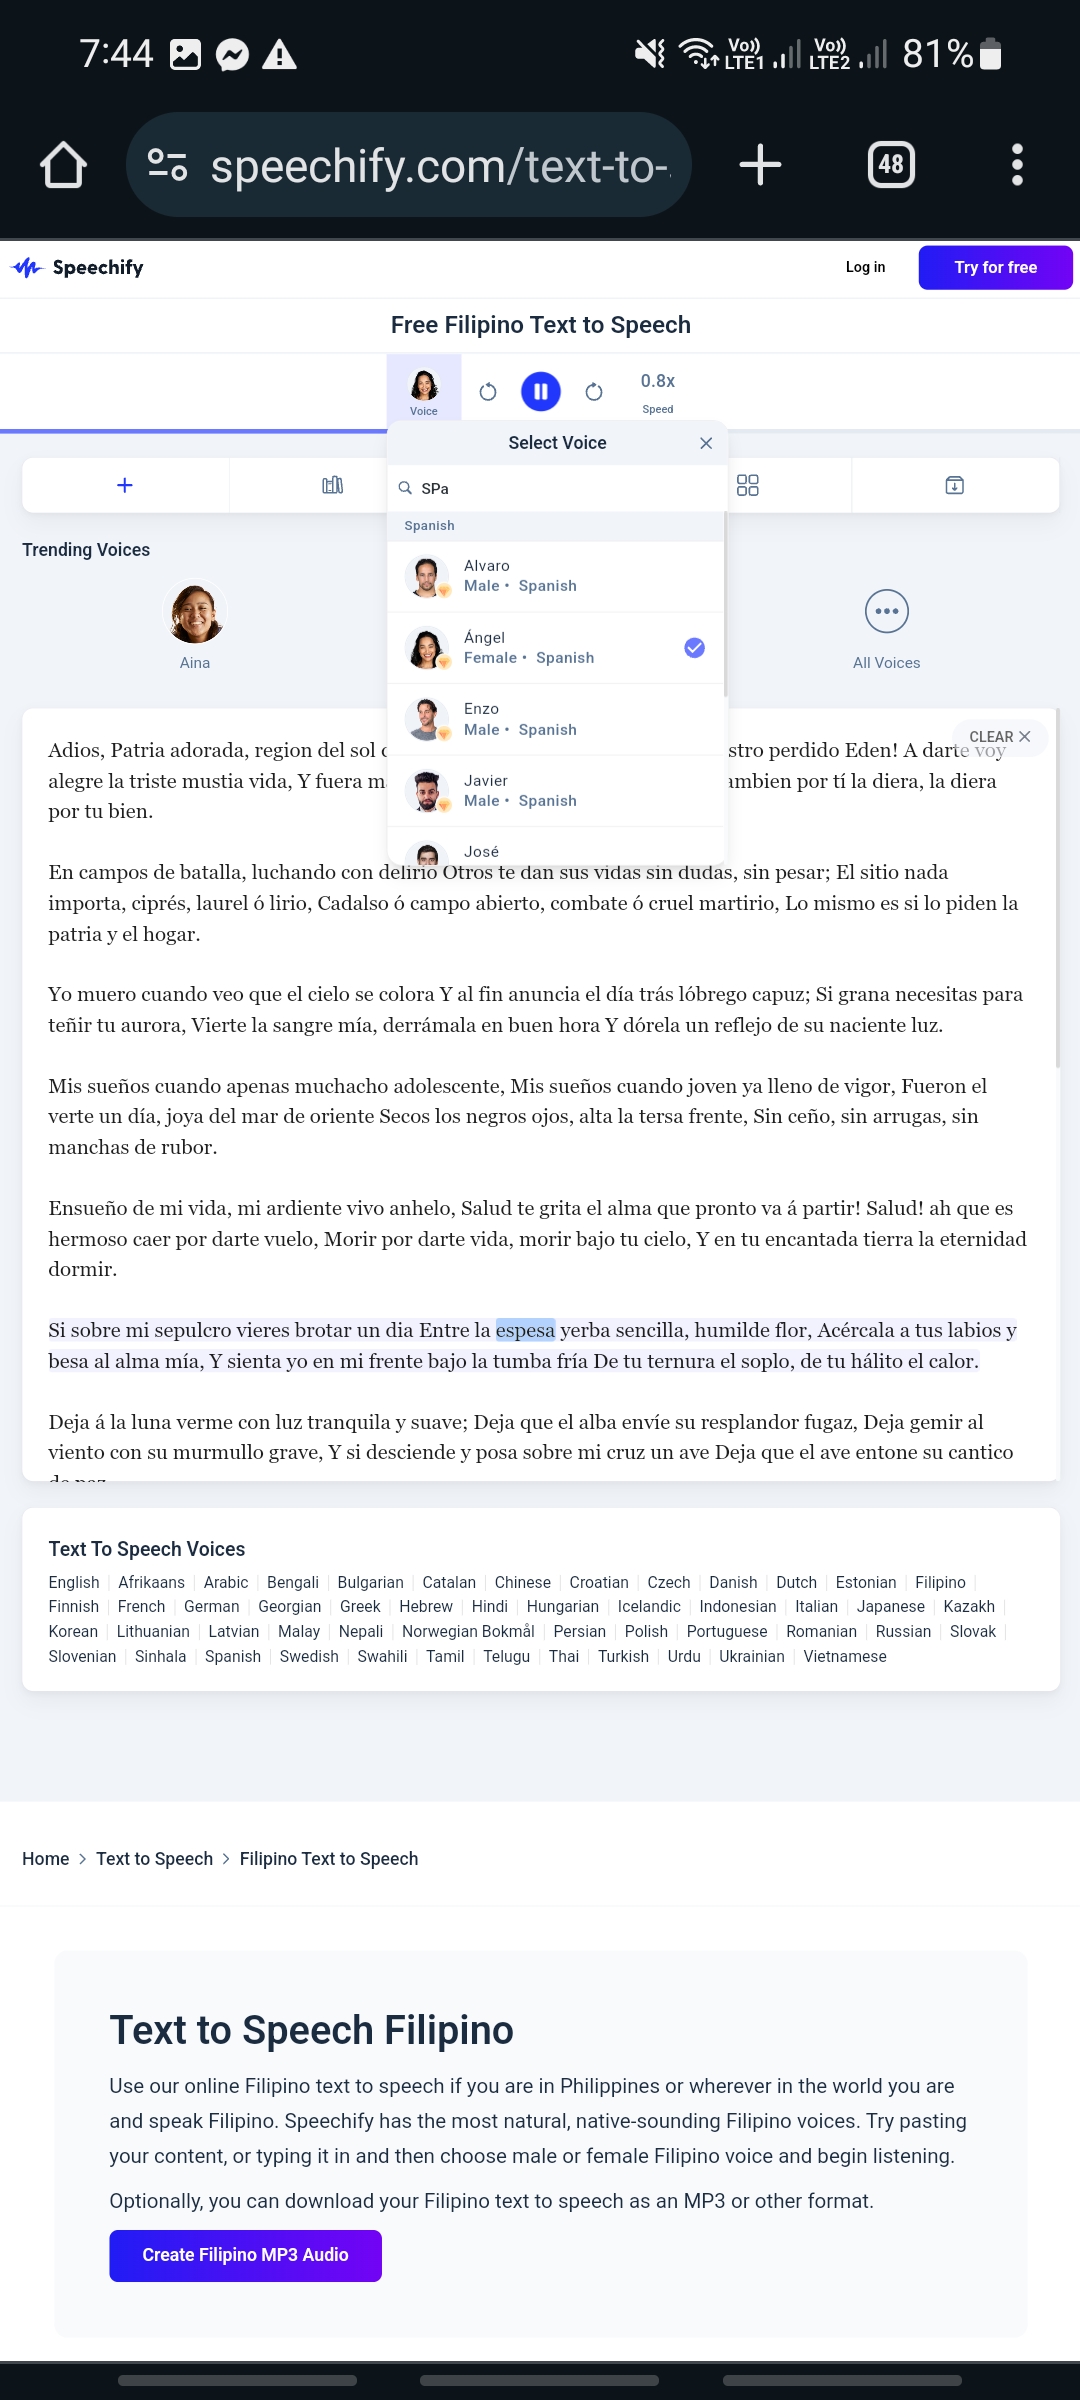 7:44
Vo)) LTE1 Vo)) LTE2 81%
speechify.com/text-to-
48
Speechify
Log in
Try for free
Free Filipino Text to Speech
Voice
0.8x
Speed
Select Voice
SPa
Spanish
Alvaro
Male • Spanish
Ángel
Female • Spanish
Enzo
Male • Spanish
Javier
Male • Spanish
José
Trending Voices
Aina
All Voices
CLEAR
Adios, Patria adorada, region del sol stro perdido Eden! A darte voy
alegre la triste mustia vida, Y fuera ambien por tí la diera, la diera
por tu bien.
En campos de batalla, luchando con delirio Otros te dan sus vidas sin dudas, sin pesar; El sitio nada
importa, ciprés, laurel ó lirio, Cadalso ó campo abierto, combate ó cruel martirio, Lo mismo es si lo piden la
patria y el hogar.
Yo muero cuando veo que el cielo se colora Y al fin anuncia el día trás lóbrego capuz; Si grana necesitas para
teñir tu aurora, Vierte la sangre mía, derrámala en buen hora Y dórela un reflejo de su naciente luz.
Mis sueños cuando apenas muchacho adolescente, Mis sueños cuando joven ya lleno de vigor, Fueron el
verte un día, joya del mar de oriente Secos los negros ojos, alta la tersa frente, Sin ceño, sin arrugas, sin
manchas de rubor.
Ensueño de mi vida, mi ardiente vivo anhelo, Salud te grita el alma que pronto va á partir! Salud! ah que es
hermoso caer por darte vuelo, Morir por darte vida, morir bajo tu cielo, Y en tu encantada tierra la eternidad
dormir.
Si sobre mi sepulcro vieres brotar un dia Entre la espesa yerba sencilla, humilde flor, Acércala a tus labios y
besa al alma mía, Y sienta yo en mi frente bajo la tumba fría De tu ternura el soplo, de tu hálito el calor.
Deja á la luna verme con luz tranquila y suave; Deja que el alba envíe su resplandor fugaz, Deja gemir al
viento con su murmullo grave, Y si desciende y posa sobre mi cruz un ave Deja que el ave entone su cantico
de paz
Text To Speech Voices
English Afrikaans Arabic Bengali Bulgarian Catalan Chinese Croatian Czech Danish Dutch Estonian Filipino
Finnish French German Georgian Greek Hebrew Hindi Hungarian Icelandic Indonesian Italian Japanese Kazakh
Korean Lithuanian Latvian Malay Nepali Norwegian Bokmål Persian Polish Portuguese Romanian Russian Slovak
Slovenian Sinhala Spanish Swedish Swahili Tamil Telugu Thai Turkish Urdu Ukrainian Vietnamese
Home > Text to Speech > Filipino Text to Speech
Text to Speech Filipino
Use our online Filipino text to speech if you are in Philippines or wherever in the world you are
and speak Filipino. Speechify has the most natural, native-sounding Filipino voices. Try pasting
your content, or typing it in and then choose male or female Filipino voice and begin listening.
Optionally, you can download your Filipino text to speech as an MP3 or other format.
Create Filipino MP3 Audio